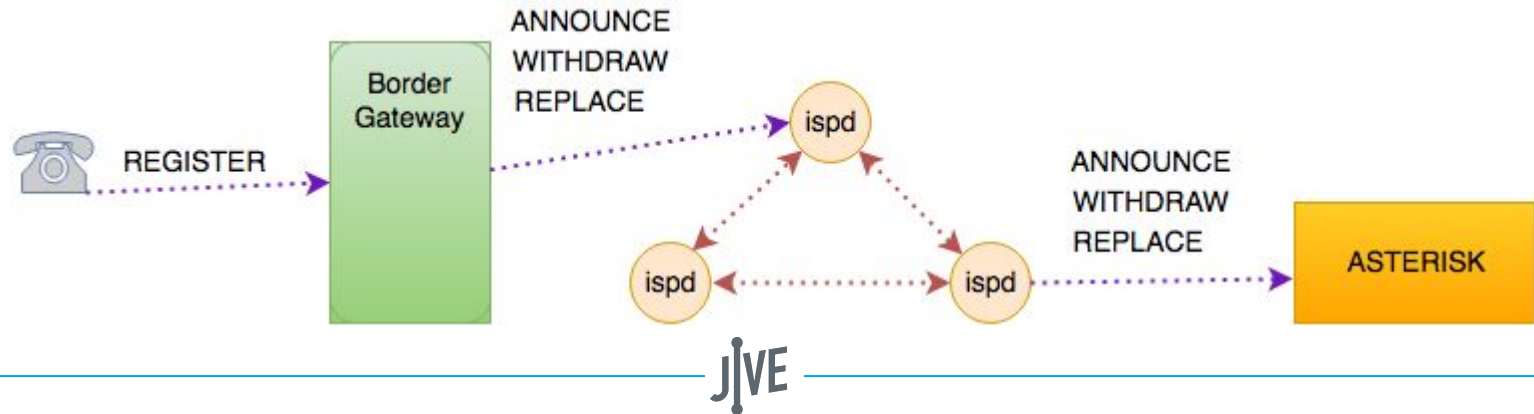 REGISTER
Border
Gateway
ANNOUNCE
WITHDRAW
REPLACE
ispd
ispd
ispd
ANNOUNCE
WITHDRAW
REPLACE
ASTERISK
JIVE